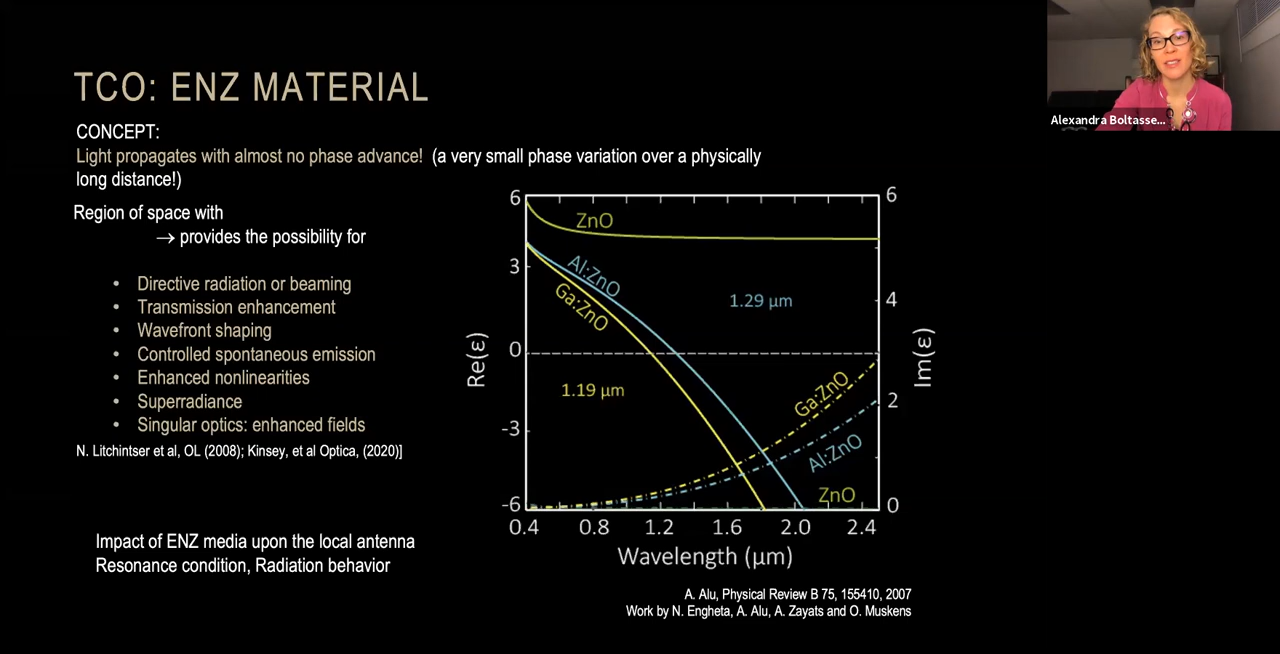 Alexandra Boltasse...
TCO: ENZ MATERIAL
CONCEPT:
Light propagates with almost no phase advance! (a very small phase variation over a physically
long distance!)
Region of space with
→ provides the possibility for
• Directive radiation or beaming
• Transmission enhancement
• Wavefront shaping
• Controlled spontaneous emission
• Enhanced nonlinearities
• Superradiance
• Singular optics: enhanced fields
N. Litchintser et al, OL (2008); Kinsey, et al Optica, (2020)]
Impact of ENZ media upon the local antenna
Resonance condition, Radiation behavior
6
3
0
-3
-6
Re(ε)
ZnO
Al:ZnO
Ga:ZnO
1.29 µm
1.19 µm
Ga:ZnO
Al:ZnO
ZnO
6
4
2
0
Im(ε)
0.4 0.8 1.2 1.6 2.0 2.4
Wavelength (µm)
A. Alu, Physical Review B 75, 155410, 2007
Work by N. Engheta, A. Alu, A. Zayats and O. Muskens